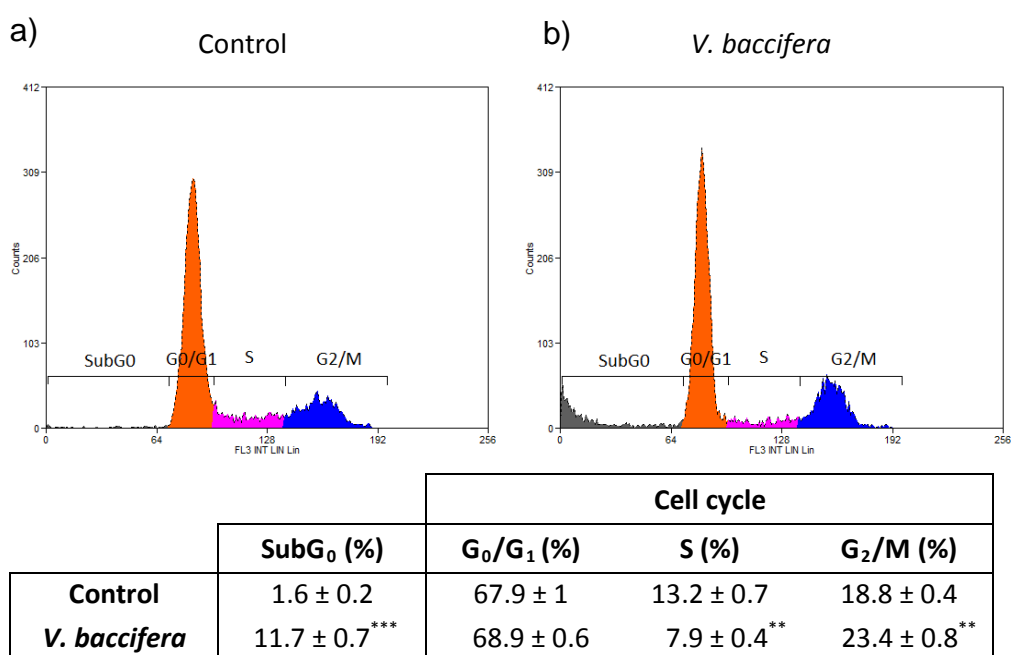 a)
Control
412
309
206
103
0
Counts
SubG0
G0/G1
S
G2/M
0
64
128
192
256
FL3 INT LIN Lin
b)
V. baccifera
412
309
206
103
0
Counts
SubG0
G0/G1
S
G2/M
0
64
128
192
256
FL3 INT LIN Lin
Cell cycle
SubG₀ (%) G₀/G₁ (%) S (%) G₂/M (%)
Control 1.6 ± 0.2 67.9 ± 1 13.2 ± 0.7 18.8 ± 0.4
V. baccifera 11.7 ± 0.7*** 68.9 ± 0.6 7.9 ± 0.4** 23.4 ± 0.8**